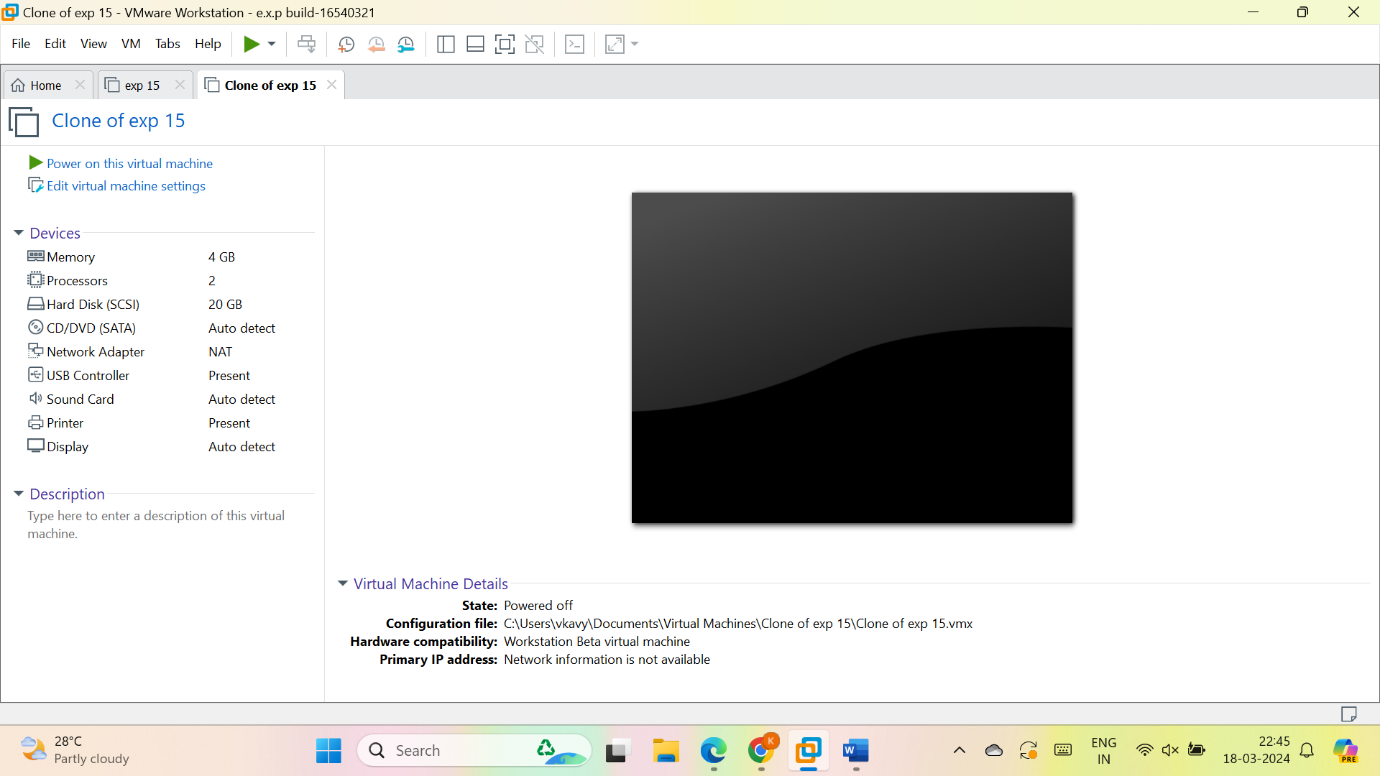 Clone of exp 15 - VMware Workstation - e.x.p build-16540321
File Edit View VM Tabs Help
Home exp 15 Clone of exp 15
Clone of exp 15
Power on this virtual machine
Edit virtual machine settings
Devices
Memory 4 GB
Processors 2
Hard Disk (SCSI) 20 GB
CD/DVD (SATA) Auto detect
Network Adapter NAT
USB Controller Present
Sound Card Auto detect
Printer Present
Display Auto detect
Description
Type here to enter a description of this virtual
machine.
Virtual Machine Details
State: Powered off
Configuration file: C:\Users\vkavy\Documents\Virtual Machines\Clone of exp 15\Clone of exp 15.vmx
Hardware compatibility: Workstation Beta virtual machine
Primary IP address: Network information is not available
28°C
Partly cloudy
Search
K
W
ENG
IN
22:45
18-03-2024
PRE